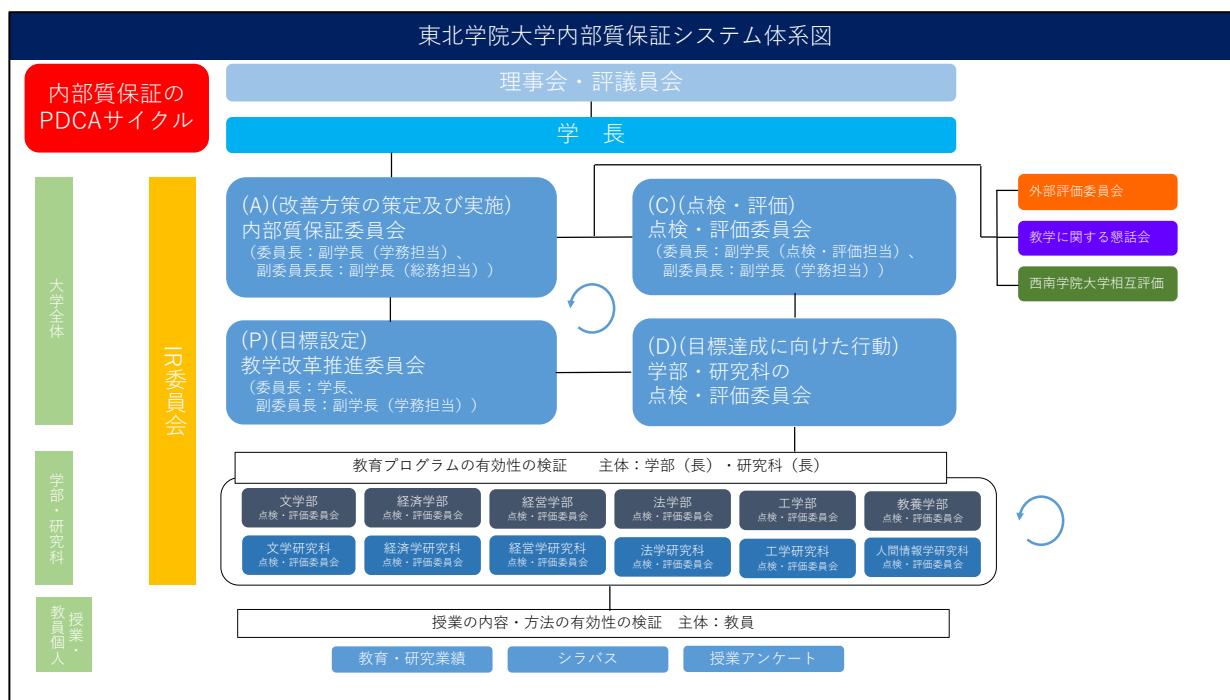 東北学院大学内部質保証システム体系図
内部質保証の
PDCAサイクル
理事会・評議員会
学 長
大学全体
IR委員会
(A)(改善方策の策定及び実施)
内部質保証委員会
（委員長：副学長（学務担当）、
副委員長長：副学長（総務担当））
(C)(点検・評価)
点検・評価委員会
（委員長：副学長（点検・評価担当）、
副委員長：副学長（学務担当））
外部評価委員会
教学に関する懇話会
西南学院大学相互評価
(P)(目標設定)
教学改革推進委員会
（委員長：学長、
副委員長：副学長（学務担当））
(D)(目標達成に向けた行動)
学部・研究科の
点検・評価委員会
学部・研究科
教育プログラムの有効性の検証 主体：学部（長）・研究科（長）
文学部
点検・評価委員会
経済学部
点検・評価委員会
経営学部
点検・評価委員会
法学部
点検・評価委員会
工学部
点検・評価委員会
教養学部
点検・評価委員会
文学研究科
点検・評価委員会
経済学研究科
点検・評価委員会
経営学研究科
点検・評価委員会
法学研究科
点検・評価委員会
工学研究科
点検・評価委員会
人間情報学研究科
点検・評価委員会
授業・
教員個人
授業の内容・方法の有効性の検証 主体：教員
教育・研究業績
シラバス
授業アンケート